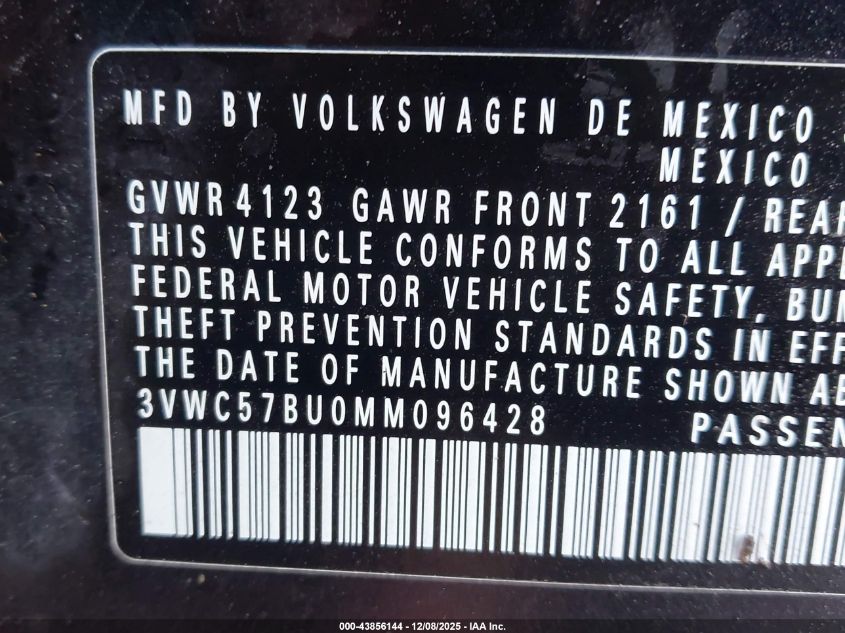 MFD BY VOLKSWAGEN DE MEXICO
MEXICO
GVWR 4123 GAWR FRONT 2161 / REAR
THIS VEHICLE CONFORMS TO ALL
FEDERAL MOTOR VEHICLE SAFETY,
THEFT PREVENTION STANDARDS IN
THE DATE OF MANUFACTURE SHOWN
3VWC57BU0MM096428 
000-43856144 - 12/08/2025 - IAA Inc.